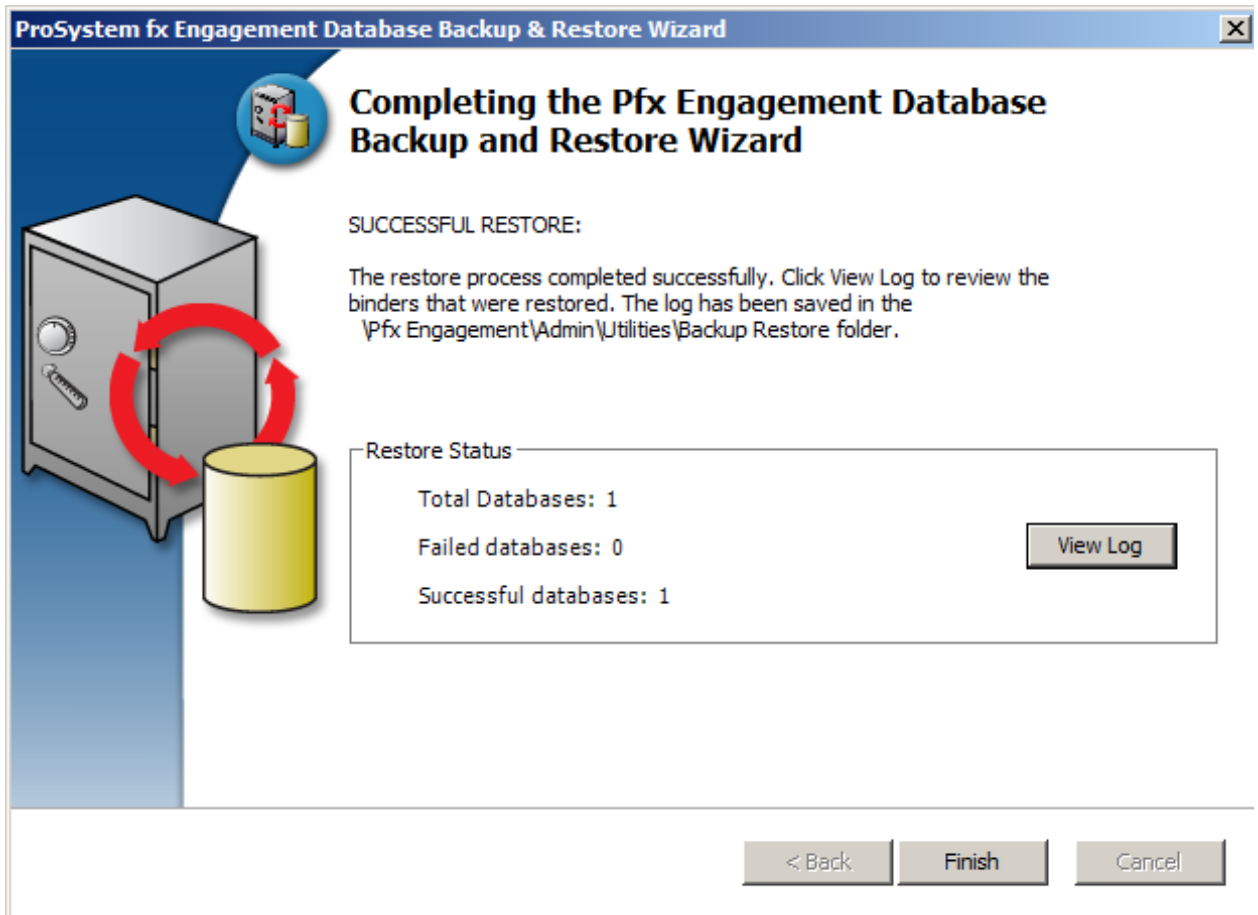 ProSystem fx Engagement Database Backup & Restore Wizard
Completing the Pfx Engagement Database
Backup and Restore Wizard
SUCCESSFUL RESTORE:
The restore process completed successfully. Click View Log to review the
binders that were restored. The log has been saved in the
\Pfx Engagement\Admin\Utilities\Backup Restore folder.
Restore Status
Total Databases: 1
Failed databases: 0
View Log
Successful databases: 1
< Back
Finish
Cancel